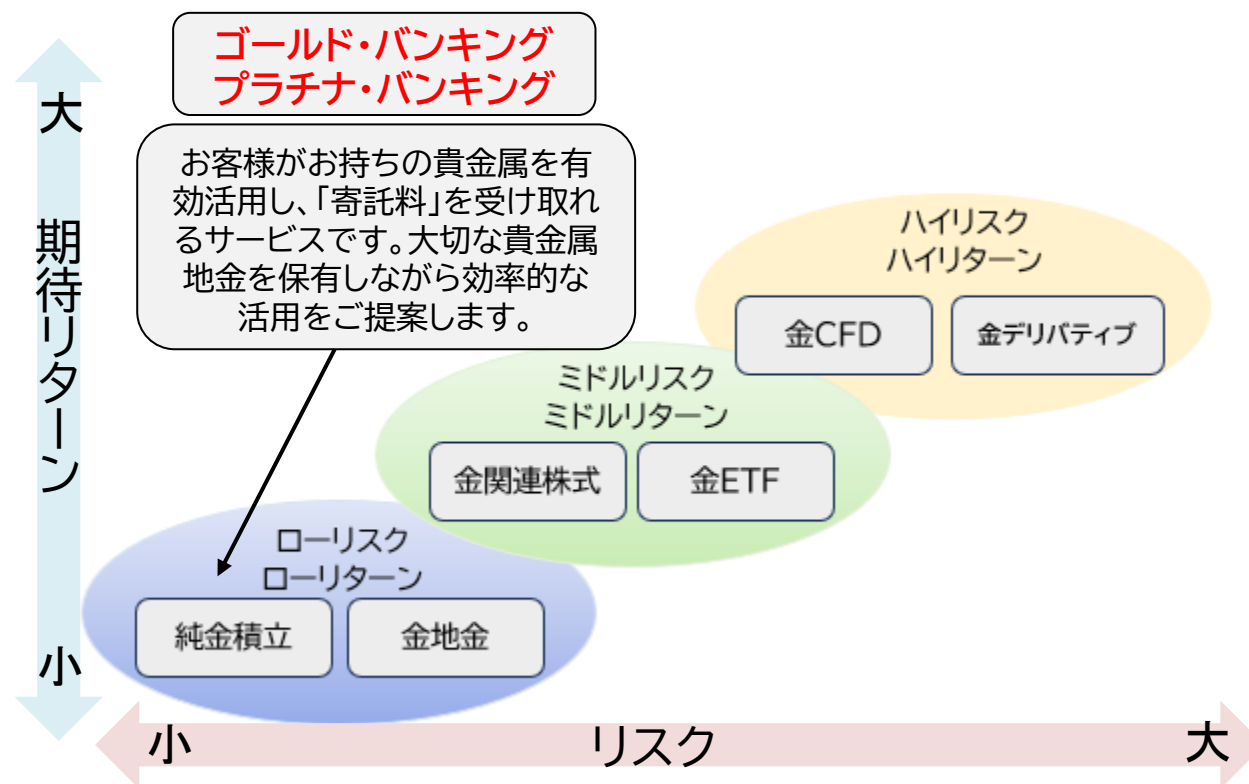 ゴールド・バンキング
プラチナ・バンキング
お客様がお持ちの貴金属を有
効活用し、「寄託料」を受け取れ
るサービスです。大切な貴金属
地金を保有しながら効率的な
活用をご提案します。
大
期待リターン
小
ハイリスク
ハイリターン
金CFD
金デリバティブ
ミドルリスク
ミドルリターン
金関連株式
金ETF
ローリスク
ローリターン
純金積立
金地金
小
リスク
大